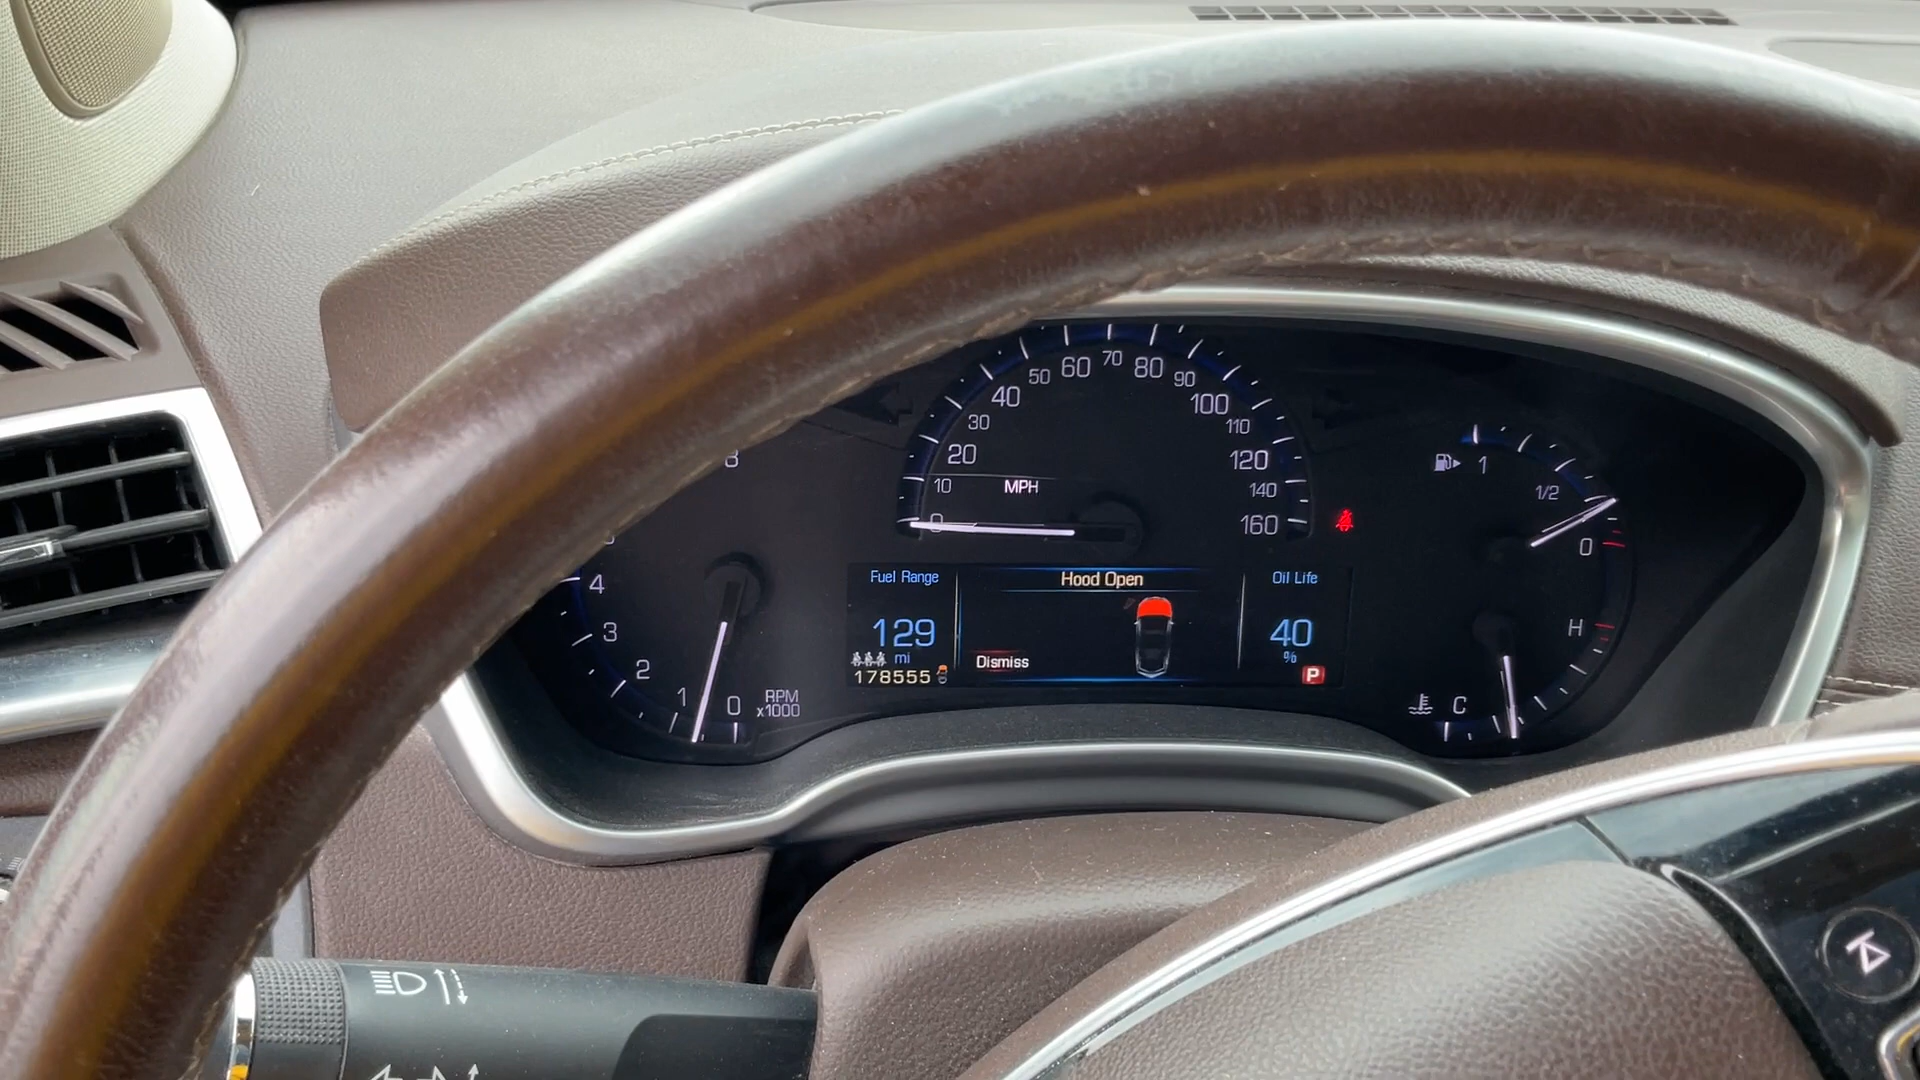 50 60 70 80 90
40 100
30 110
20 120
10 MPH 140
0 160
1
1/2
0
8
4
3
2
1 0 RPM
x1000
Fuel Range
129
mi
178555
Hood Open
Dismiss
Oil Life
40
%
P
H
C